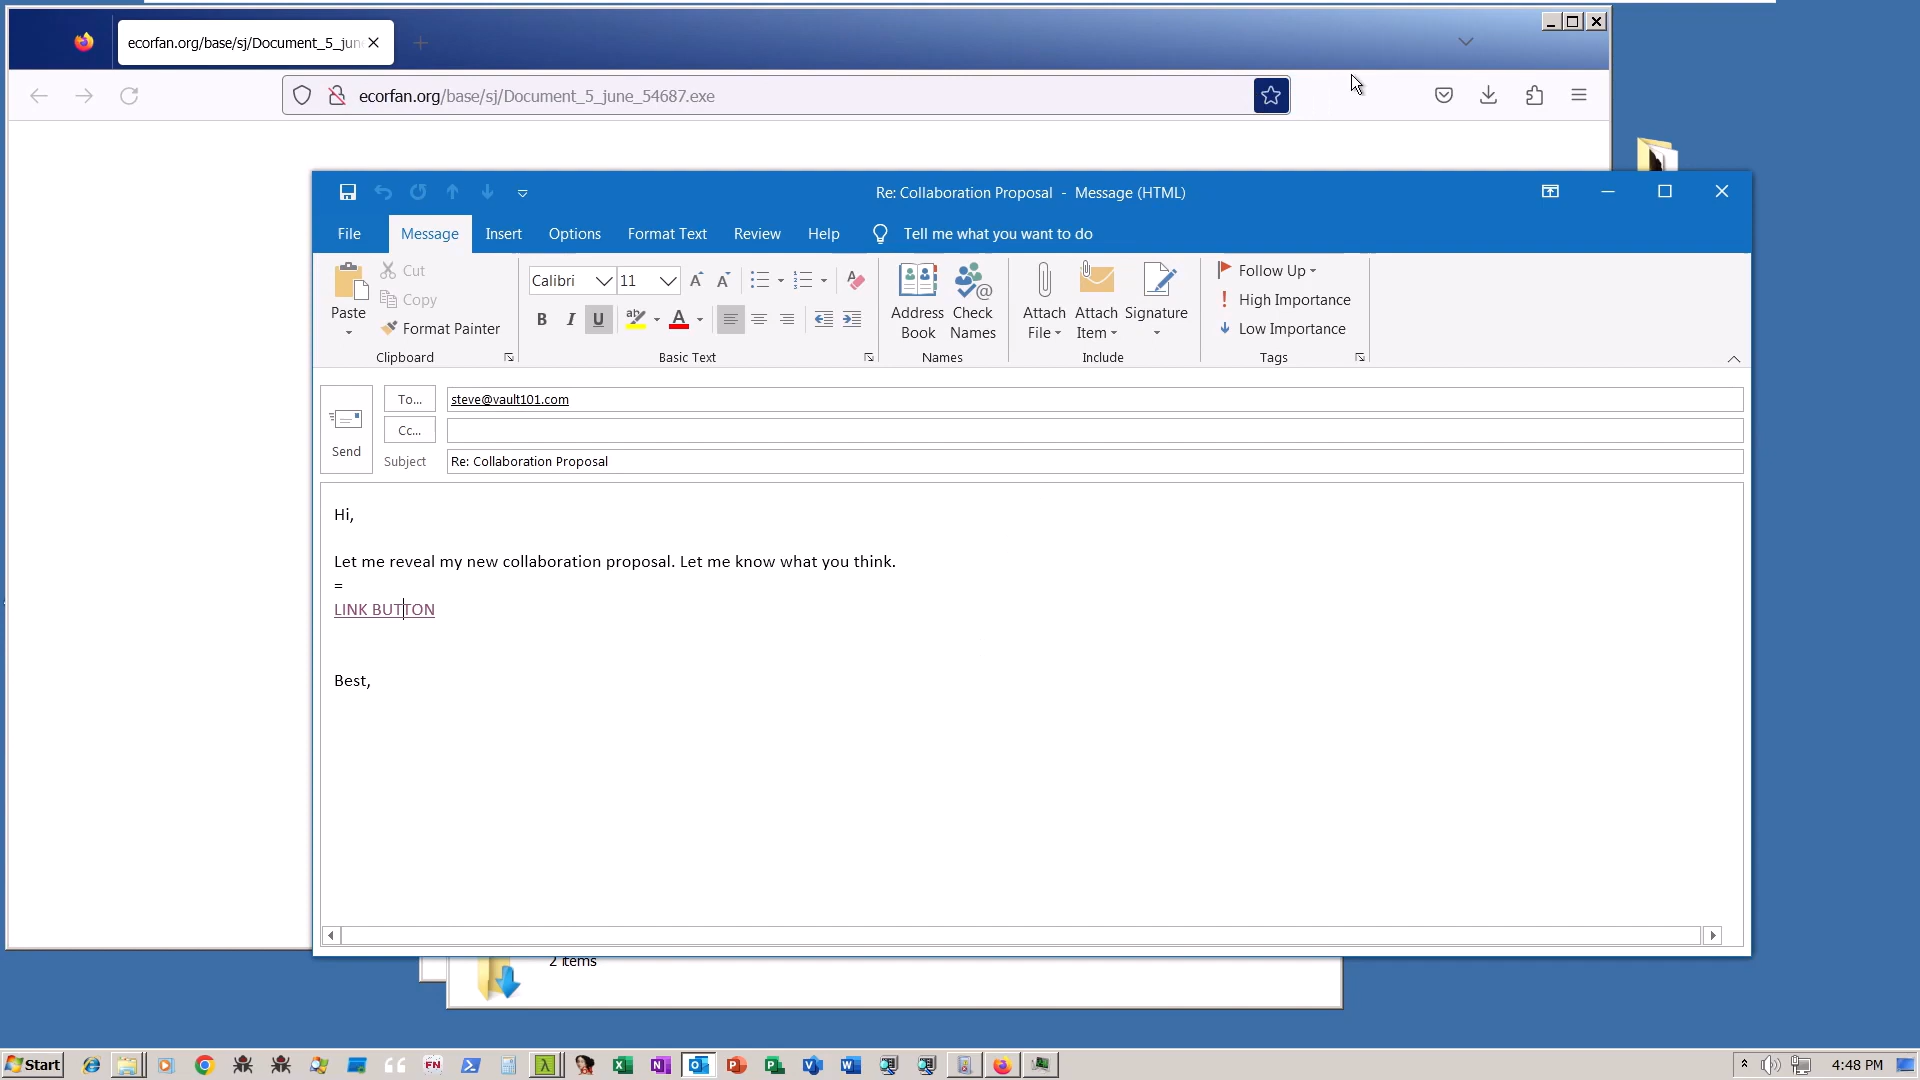 ecorfan.org/base/sj/Document_5_jun
ecorfan.org/base/sj/Document_5_june_54687.exe
Re: Collaboration Proposal - Message (HTML)
File Message Insert Options Format Text Review Help Tell me what you want to do
Cut
Copy
Paste
Format Painter
Clipboard
Calibri 11
B I U ab A
Basic Text
Address Book
Check Names
Names
Attach File
Attach Item
Signature
Include
Follow Up
High Importance
Low Importance
Tags
Send
To... steve@vault101.com
Cc...
Subject Re: Collaboration Proposal
Hi,
Let me reveal my new collaboration proposal. Let me know what you think.
=
LINK BUTTON
Best,
2 items
Start
FN
4:48 PM